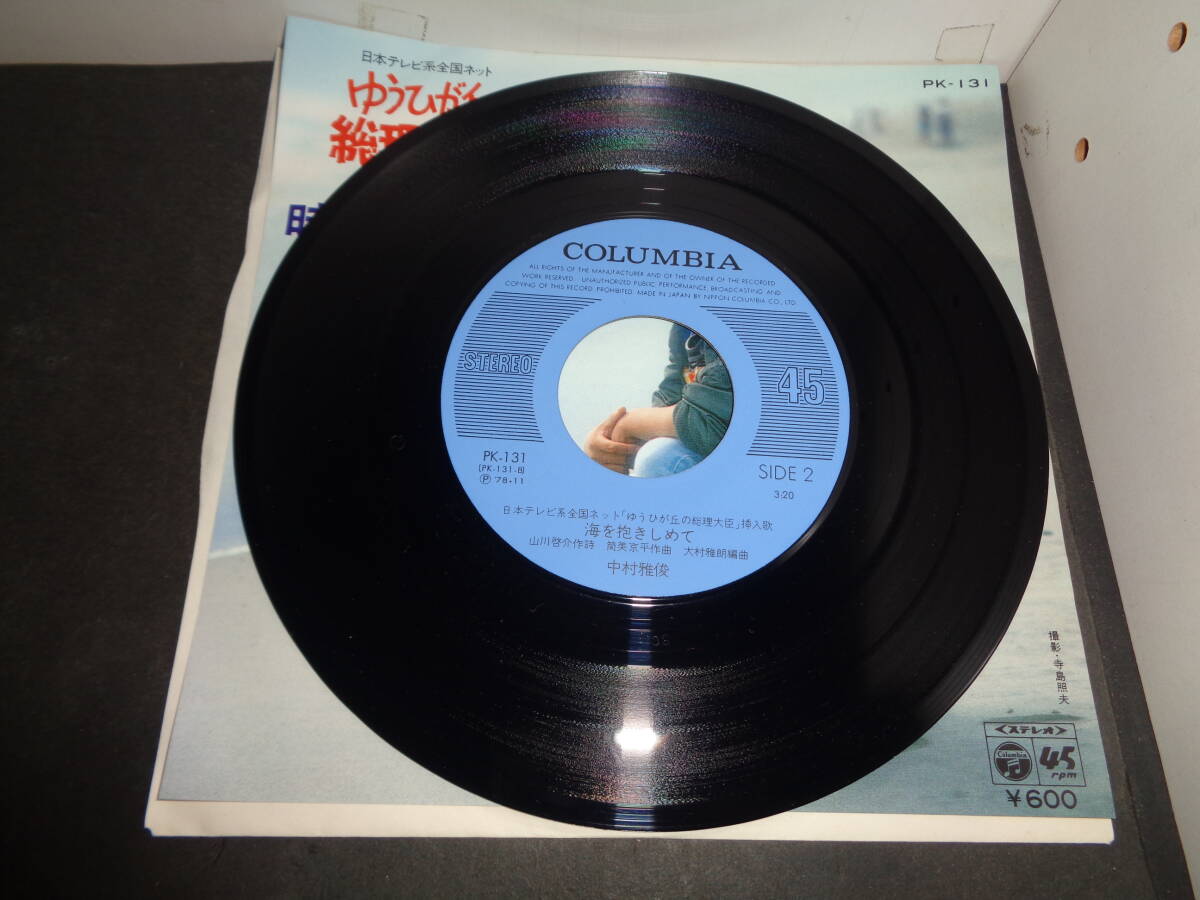 日本テレビ系全国ネット
PK-131
ゆうひが
総理
時
COLUMBIA
ALL RIGHTS OF THE MANUFACTURER AND OF THE OWNER OF THE RECORDED
WORK RESERVED. UNAUTHORIZED PUBLIC PERFORMANCE, BROADCASTING AND
COPYING OF THIS RECORD PROHIBITED. MADE IN JAPAN BY NIPPON COLUMBIA CO., LTD.
STEREO
45
PK-131
(PK-131-B)
Ⓟ '78・11
SIDE 2
3:20
日本テレビ系全国ネット「ゆうひが丘の総理大臣」挿入歌
海を抱きしめて
山川啓介作詩 筒美京平作曲 大村雅朗編曲
中村雅俊
撮影・寺島照夫
<ステレオ>
Columbia
45
rpm
¥600